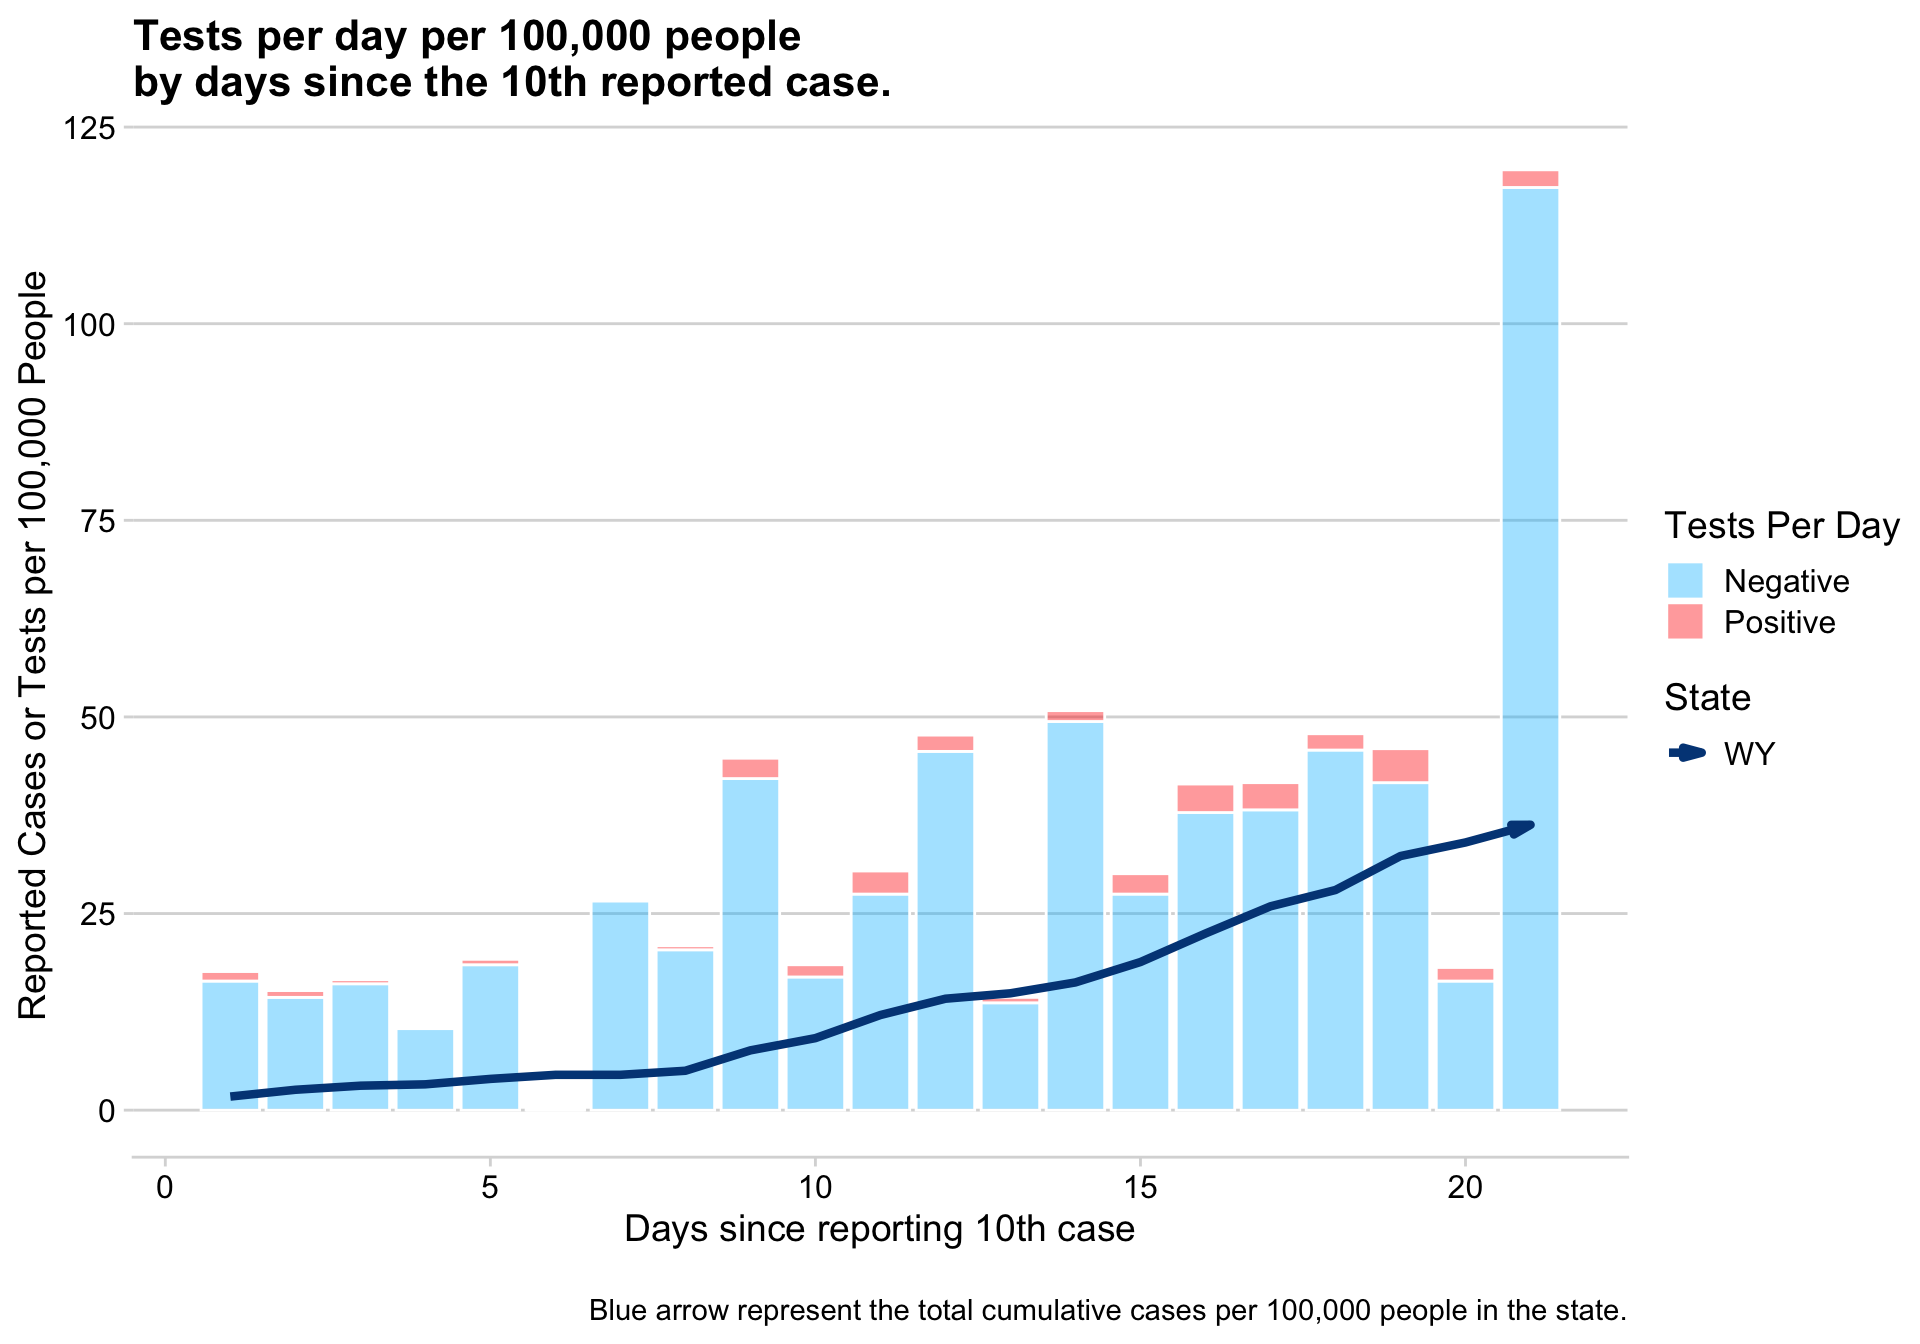 Tests per day per 100,000 people
by days since the 10th reported case.
Reported Cases or Tests per 100,000 People
125
100
75
50
25
0
0 5 10 15 20
Days since reporting 10th case
Tests Per Day
Negative
Positive
State
WY
Blue arrow represent the total cumulative cases per 100,000 people in the state.